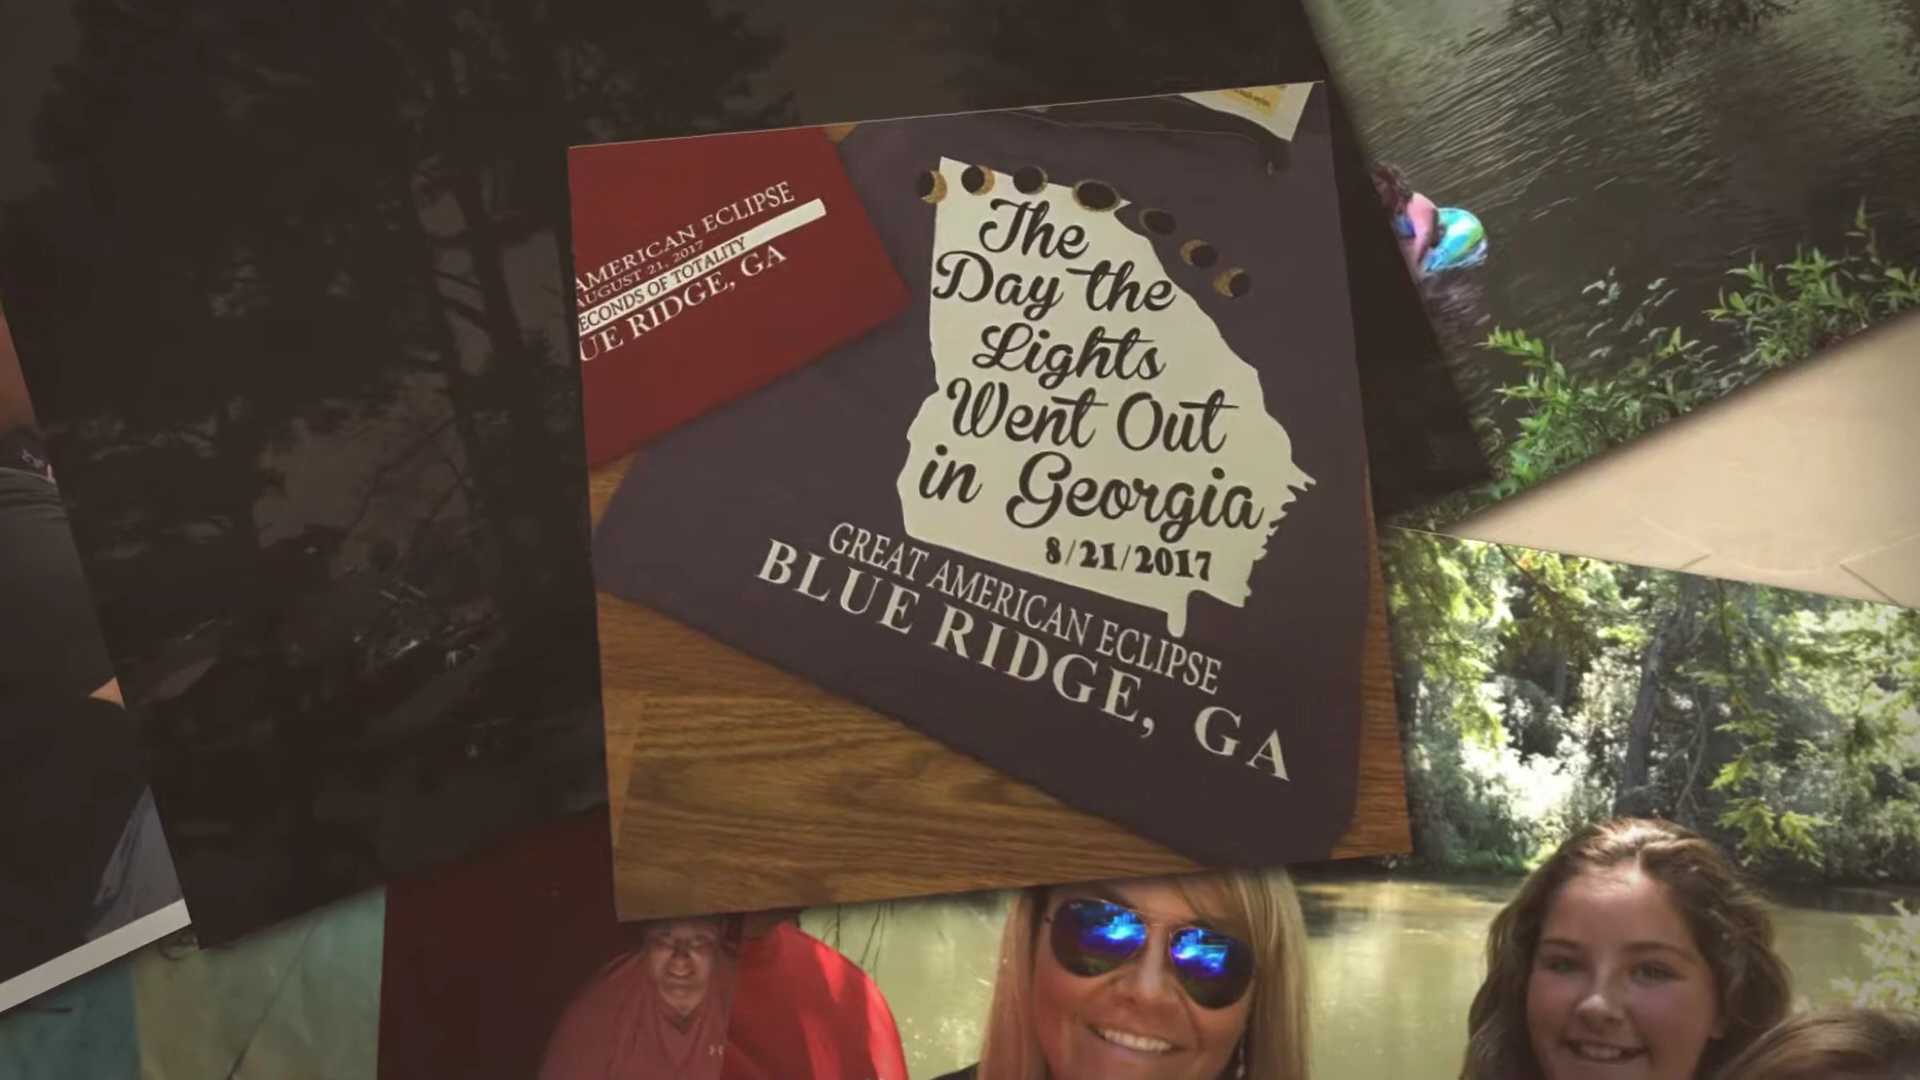 AMERICAN ECLIPSE
AUGUST 21, 2017
ECONDS OF TOTALITY
UE RIDGE, GA
The
Day the
Lights
Went Out
in Georgia
8/21/2017
GREAT AMERICAN ECLIPSE
BLUE RIDGE, GA